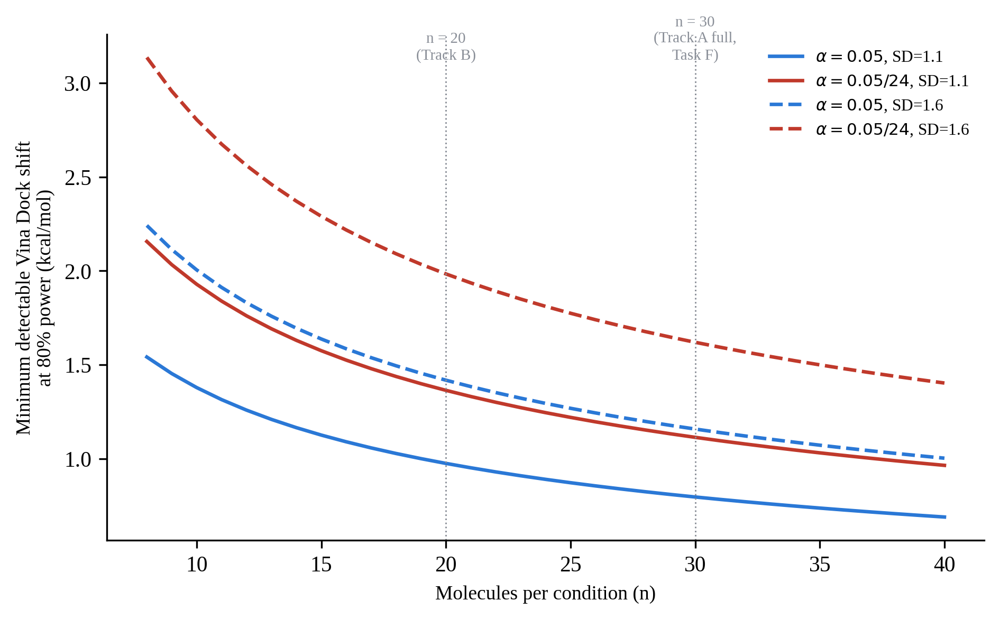 n = 20
(Track B)
n = 30
(Track A full,
Task F)
α = 0.05, SD=1.1
α = 0.05/24, SD=1.1
α = 0.05, SD=1.6
α = 0.05/24, SD=1.6
Minimum detectable Vina Dock shift
at 80% power (kcal/mol)
3.0
2.5
2.0
1.5
1.0
10
15
20
25
30
35
40
Molecules per condition (n)